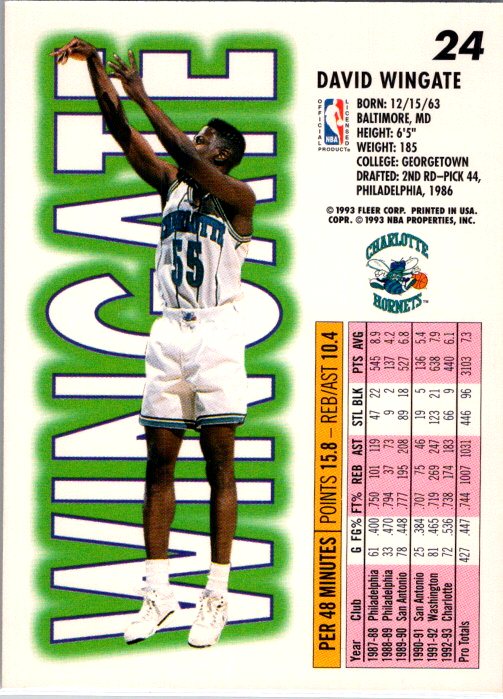 24
DAVID WINGATE
OFFICIAL LICENSED
NBA
PRODUCT
BORN: 12/15/63
BALTIMORE, MD
HEIGHT: 6'5"
WEIGHT: 185
COLLEGE: GEORGETOWN
DRAFTED: 2ND RD–PICK 44,
PHILADELPHIA, 1986
© 1993 FLEER CORP. PRINTED IN USA.
COPR. © 1993 NBA PROPERTIES, INC.
CHARLOTTE
HORNETS™
WINGATE
CHARLOTTE
55
PER 48 MINUTES POINTS 15.8 – REB/AST 10.4
Year Club G FG% FT% REB AST STL BLK PTS AVG
1987-88 Philadelphia 61 .400 .750 101 119 47 22 545 8.9
1988-89 Philadelphia 33 .470 .794 37 73 9 2 137 4.2
1989-90 San Antonio 78 .448 .777 195 208 89 18 527 6.8
1990-91 San Antonio 25 .384 .707 75 46 19 5 136 5.4
1991-92 Washington 81 .465 .719 269 247 123 21 638 7.9
1992-93 Charlotte 72 .536 .738 174 183 66 9 440 6.1
Pro Totals 427 .447 .744 1007 1031 446 96 3103 7.3